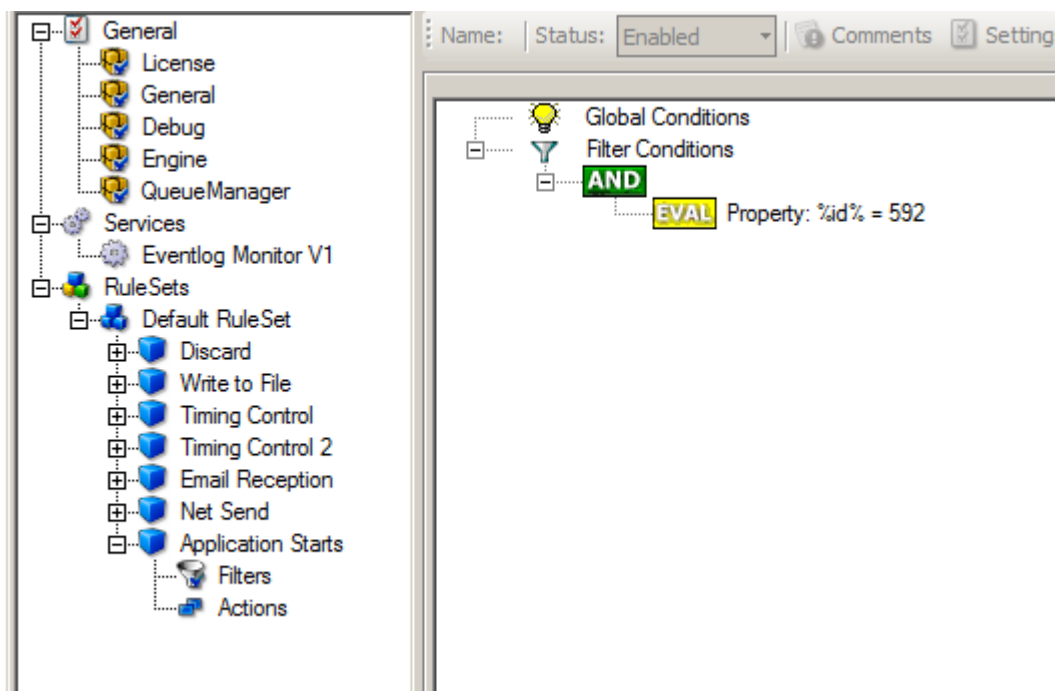 General
License
General
Debug
Engine
QueueManager
Services
Eventlog Monitor V1
RuleSets
Default RuleSet
Discard
Write to File
Timing Control
Timing Control 2
Email Reception
Net Send
Application Starts
Filters
Actions
Name: Status: Enabled Comments Setting
Global Conditions
Filter Conditions
AND
EVAL Property: %id% = 592